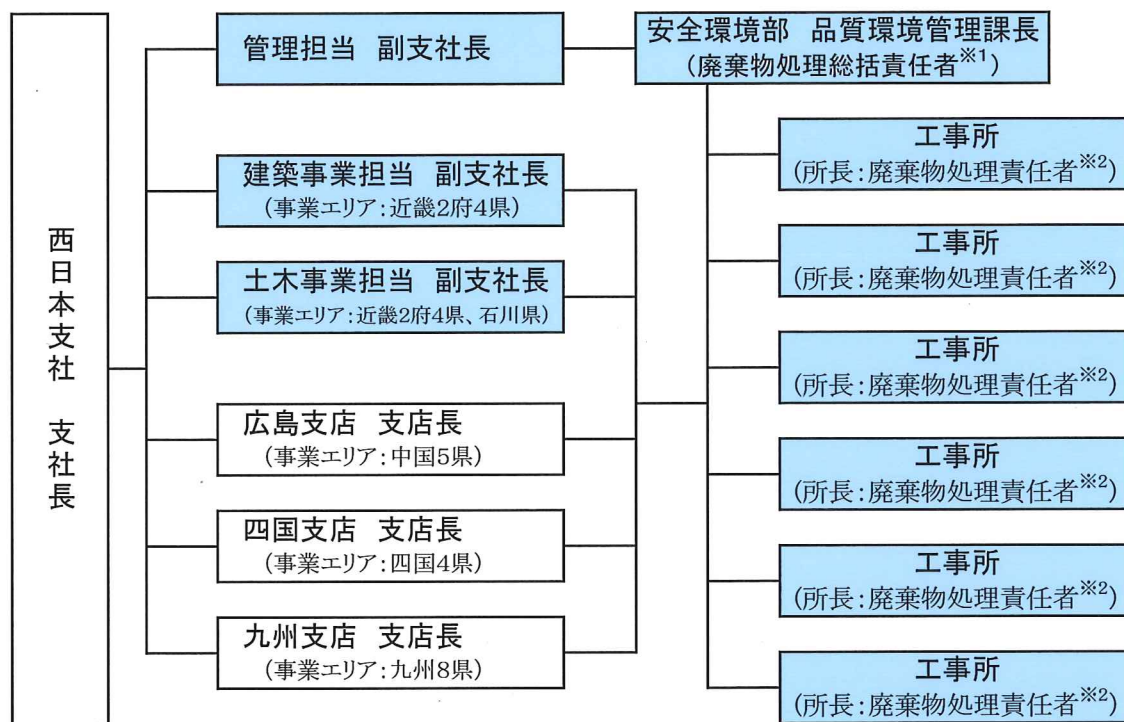 西日本支社 支社長
管理担当 副支社長
安全環境部 品質環境管理課長
(廃棄物処理総括責任者※1)
建築事業担当 副支社長
(事業エリア:近畿2府4県)
土木事業担当 副支社長
(事業エリア:近畿2府4県、石川県)
広島支店 支店長
(事業エリア:中国5県)
四国支店 支店長
(事業エリア:四国4県)
九州支店 支店長
(事業エリア:九州8県)
工事所
(所長:廃棄物処理責任者※2)
工事所
(所長:廃棄物処理責任者※2)
工事所
(所長:廃棄物処理責任者※2)
工事所
(所長:廃棄物処理責任者※2)
工事所
(所長:廃棄物処理責任者※2)
工事所
(所長:廃棄物処理責任者※2)